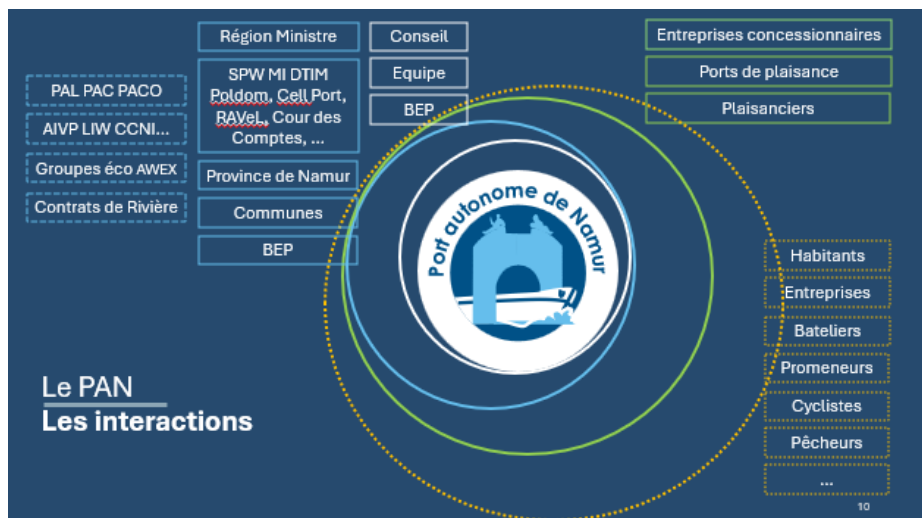 Région Ministre
Conseil
Entreprises concessionnaires
PAL PAC PACO
SPW MI DTIM
Poldom, Cell Port,
RAVeL, Cour des
Comptes, ...
Equipe
Ports de plaisance
AIVP LIW CCNI...
BEP
Plaisanciers
Groupes éco AWEX
Province de Namur
Contrats de Rivière
Communes
BEP
Port autonome de Namur
Habitants
Entreprises
Bateliers
Promeneurs
Cyclistes
Pêcheurs
...
Le PAN
Les interactions
10